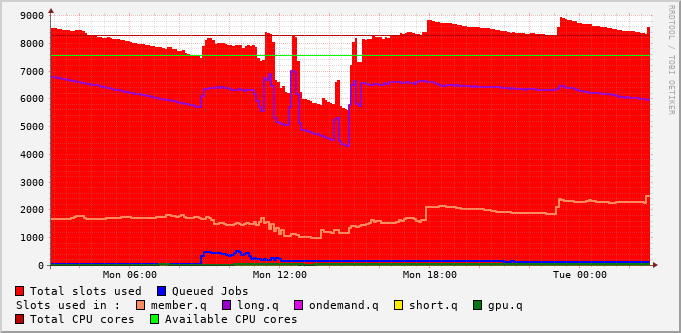 9000
8000
7000
6000
5000
4000
3000
2000
1000
0
Mon 06:00 Mon 12:00 Mon 18:00 Tue 00:00
Total slots used Queued Jobs
Slots used in : member.q long.q ondemand.q short.q gpu.q
Total CPU cores Available CPU cores
RRDTOOL / TOBI OETIKER